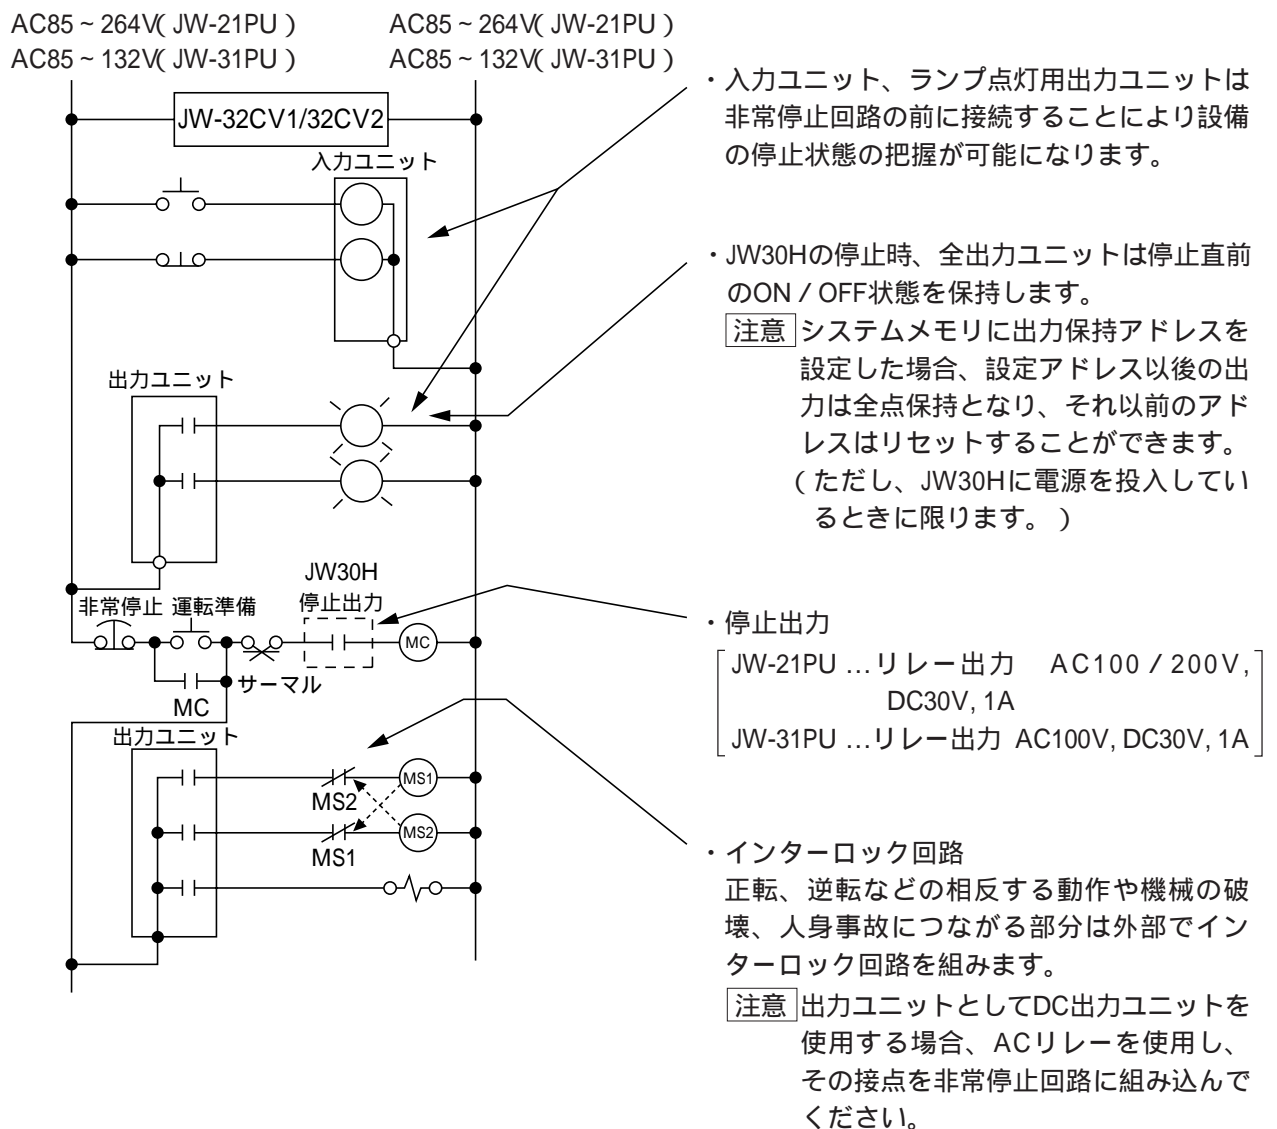 AC85～264V(JW-21PU) AC85～264V(JW-21PU)
AC85～132V(JW-31PU) AC85～132V(JW-31PU)
JW-32CV1/32CV2
入力ユニット
出力ユニット
JW30H
停止出力
非常停止 運転準備
MC
サーマル
MC
出力ユニット
MS1
MS2
MS2
MS1
・入力ユニット、ランプ点灯用出力ユニットは
非常停止回路の前に接続することにより設備
の停止状態の把握が可能になります。
・JW30Hの停止時、全出力ユニットは停止直前
のON／OFF状態を保持します。
注意 システムメモリに出力保持アドレスを
設定した場合、設定アドレス以後の出
力は全点保持となり、それ以前のアド
レスはリセットすることができます。
（ただし、JW30Hに電源を投入してい
るときに限ります。）
・停止出力
JW-21PU …リレー出力 AC100／200V,
DC30V, 1A
JW-31PU …リレー出力 AC100V, DC30V, 1A
・インターロック回路
正転、逆転などの相反する動作や機械の破
壊、人身事故につながる部分は外部でイン
ターロック回路を組みます。
注意 出力ユニットとしてDC出力ユニットを
使用する場合、ACリレーを使用し、
その接点を非常停止回路に組み込んで
ください。